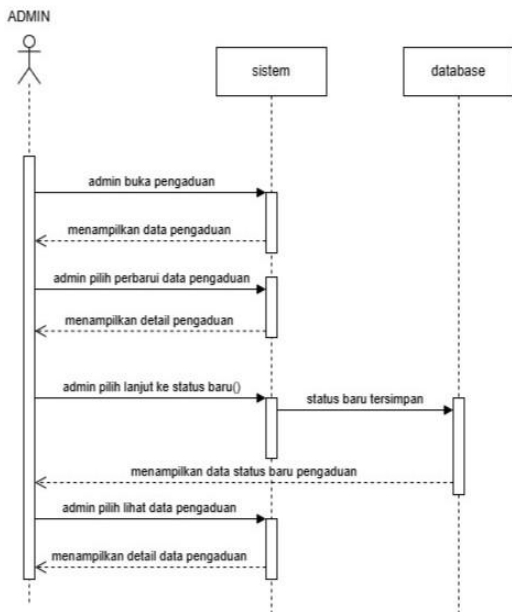 ADMIN
sistem
database
admin buka pengaduan
menampilkan data pengaduan
admin pilih perbarui data pengaduan
menampilkan detail pengaduan
admin pilih lanjut ke status baru()
status baru tersimpan
menampilkan data status baru pengaduan
admin pilih lihat data pengaduan
menampilkan detail data pengaduan